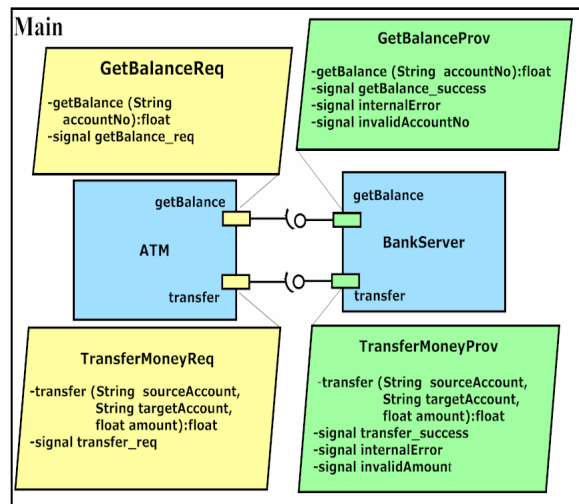 Main
GetBalanceReq
-getBalance (String
accountNo):float
-signal getBalance_req
GetBalanceProv
-getBalance (String accountNo):float
-signal getBalance_success
-signal internalError
-signal invalidAccountNo
getBalance
ATM
transfer
getBalance
BankServer
transfer
TransferMoneyReq
-transfer (String sourceAccount,
String targetAccount,
float amount):float
-signal transfer_req
TransferMoneyProv
-transfer (String sourceAccount,
String targetAccount,
float amount):float
-signal transfer_success
-signal internalError
-signal invalidAmount